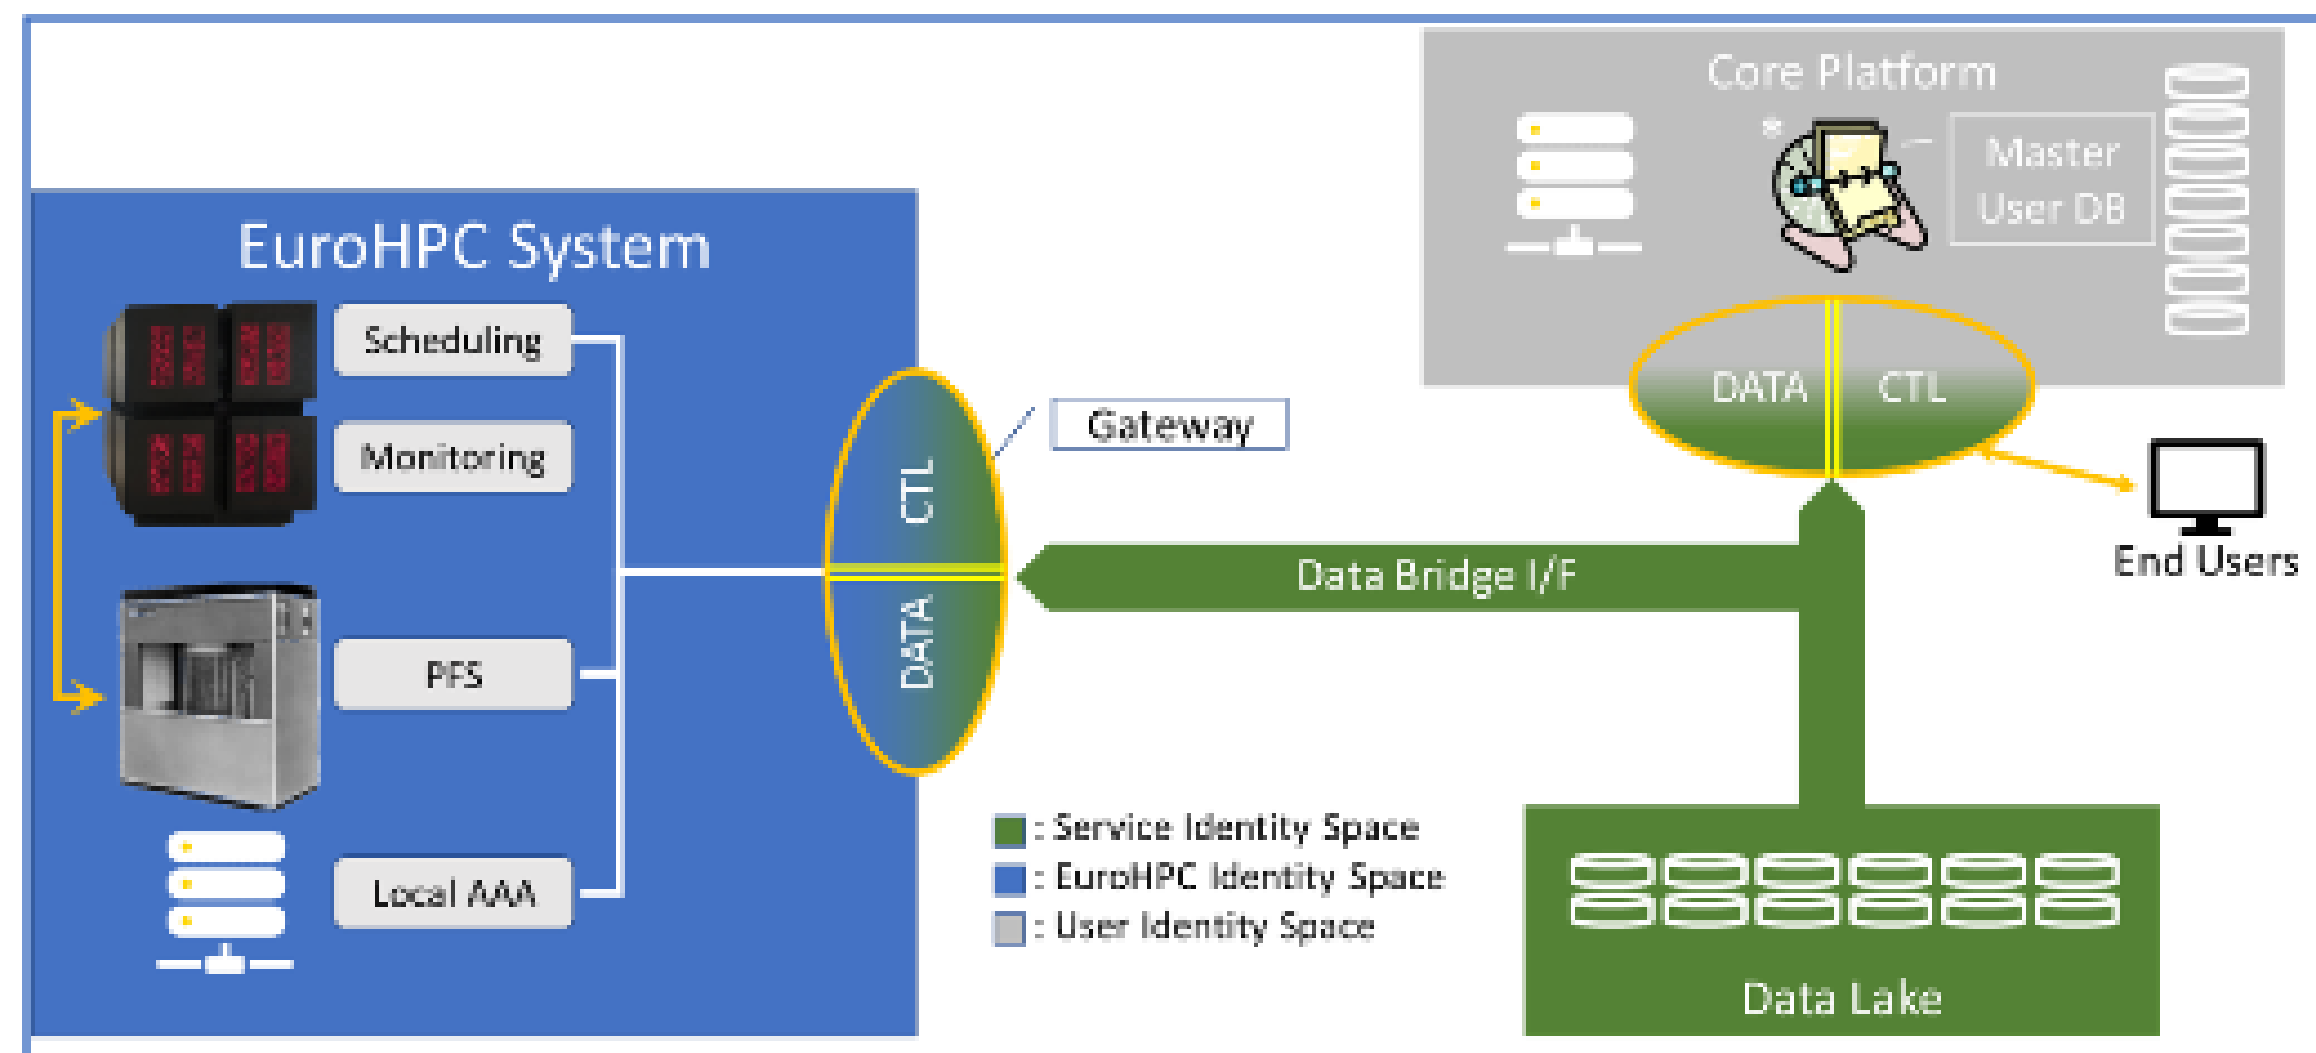 Core Platform
Master
User DB
EuroHPC System
Scheduling
DATA
CTL
Gateway
Monitoring
CTL
End Users
Data Bridge I/F
DATA
PFS
: Service Identity Space
: EuroHPC Identity Space
: User Identity Space
Local AAA
Data Lake